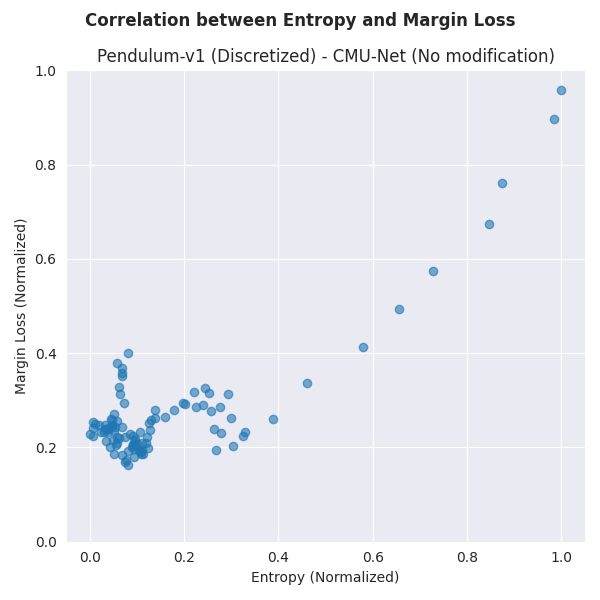 Correlation between Entropy and Margin Loss
Pendulum-v1 (Discretized) - CMU-Net (No modification)
1.0
0.8
0.6
0.4
0.2
0.0
Margin Loss (Normalized)
0.0 0.2 0.4 0.6 0.8 1.0
Entropy (Normalized)